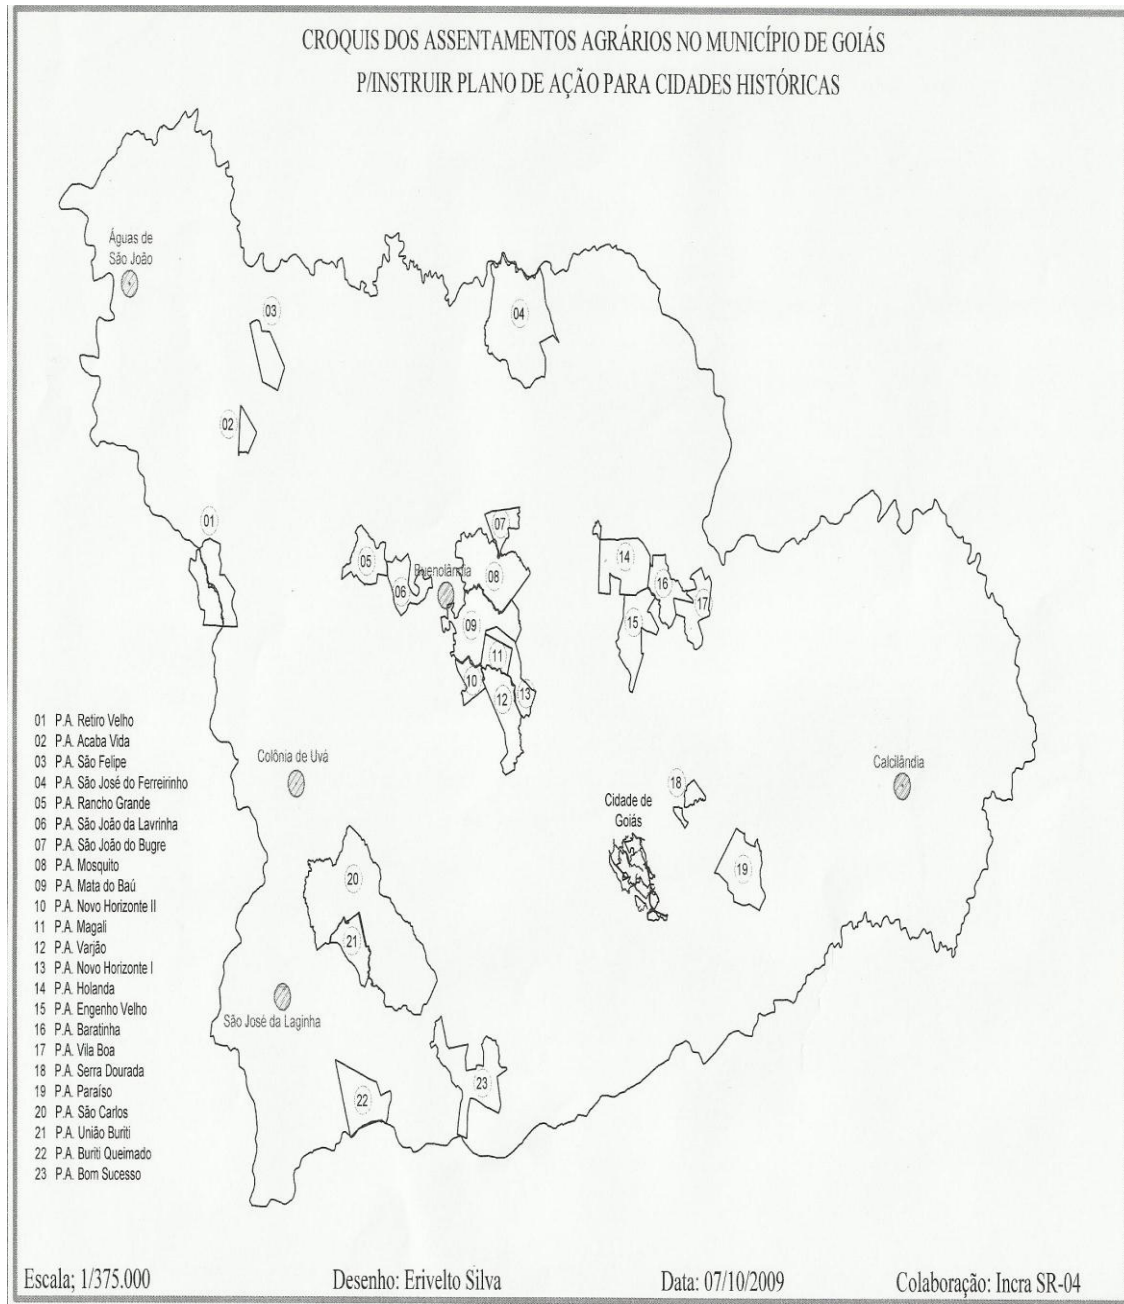 CROQUIS DOS ASSENTAMENTOS AGRÁRIOS NO MUNICÍPIO DE GOIÁS
P/INSTRUIR PLANO DE AÇÃO PARA CIDADES HISTÓRICAS
Águas de
São João
03
04
02
01
07
05
Buenolândia
06
08
14
16
17
09
15
11
10
12
13
Colônia de Uvá
Calcilândia
18
Cidade de
Goiás
19
20
21
São José da Laginha
23
22
01 P.A. Retiro Velho
02 P.A. Acaba Vida
03 P.A. São Felipe
04 P.A. São José do Ferreirinho
05 P.A. Rancho Grande
06 P.A. São João da Lavrinha
07 P.A. São João do Bugre
08 P.A. Mosquito
09 P.A. Mata do Baú
10 P.A. Novo Horizonte II
11 P.A. Magali
12 P.A. Varjão
13 P.A. Novo Horizonte I
14 P.A. Holanda
15 P.A. Engenho Velho
16 P.A. Baratinha
17 P.A. Vila Boa
18 P.A. Serra Dourada
19 P.A. Paraíso
20 P.A. São Carlos
21 P.A. União Buriti
22 P.A. Buriti Queimado
23 P.A. Bom Sucesso
Escala; 1/375.000 Desenho: Erivelto Silva Data: 07/10/2009 Colaboração: Incra SR-04